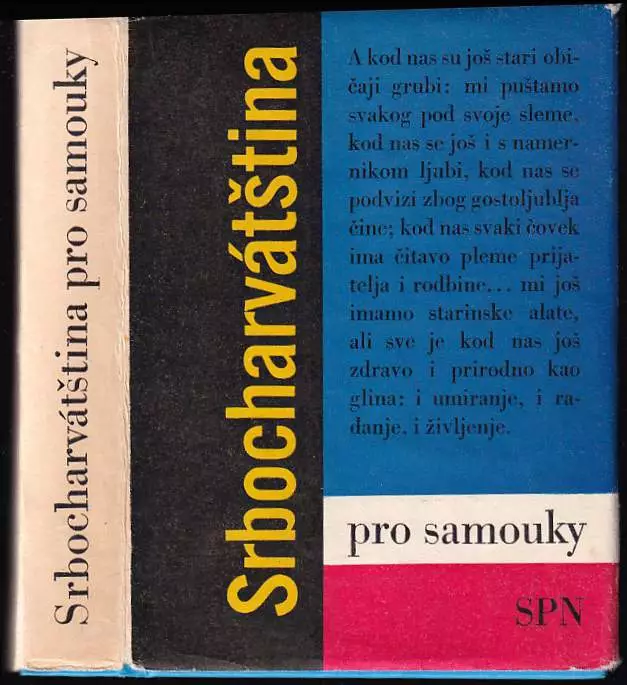 Srbocharvátština pro samouky
Srbocharvátština
A kod nas su još stari obi-
čaji grubi: mi puštamo
svakog pod svoje sleme,
kod nas se još i s namer-
nikom ljubi, kod nas se
podvizi zbog gostoljublja
čine; kod nas svaki čovek
ima čitavo pleme prija-
telja i rodbine... mi još
imamo starinske alate,
ali sve je kod nas još
zdravo i prirodno kao
glina: i umiranje, i ra-
đanje, i življenje.
pro samouky
SPN